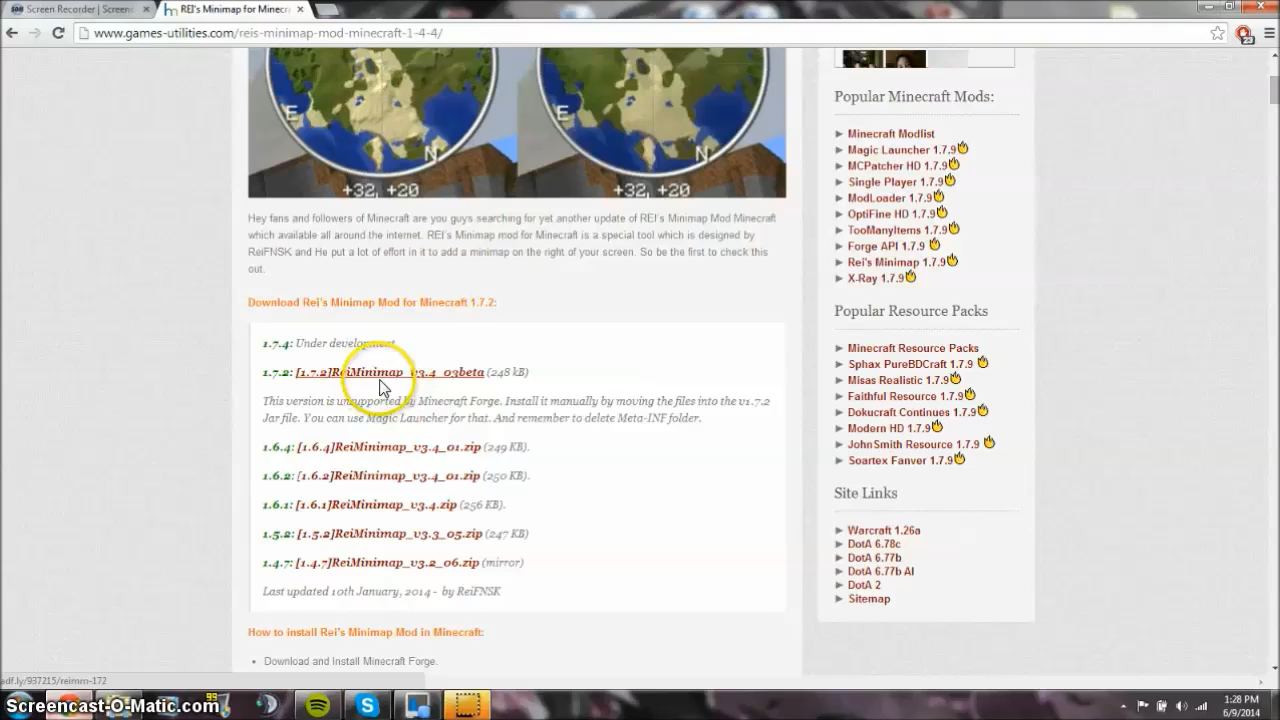 Screen Recorder | Screenc
REI's Minimap for Minecra
www.games-utilities.com/reis-minimap-mod-minecraft-1-4-4/
E
N
+32, +20
E
N
+32, +20
Hey fans and followers of Minecraft are you guys searching for yet another update of REI's Minimap Mod Minecraft
which available all around the internet. REI's Minimap mod for Minecraft is a special tool which is designed by
ReiFNSK and He put a lot of effort in it to add a minimap on the right of your screen. So be the first to check this
out.
Download Rei's Minimap Mod for Minecraft 1.7.2:
1.7.4: Under development.
1.7.2: [1.7.2]ReiMinimap_v3.4_03beta (248 kB)
This version is unsupported by Minecraft Forge. Install it manually by moving the files into the v1.7.2
Jar file. You can use Magic Launcher for that. And remember to delete Meta-INF folder.
1.6.4: [1.6.4]ReiMinimap_v3.4_01.zip (249 KB).
1.6.2: [1.6.2]ReiMinimap_v3.4_01.zip (250 KB).
1.6.1: [1.6.1]ReiMinimap_v3.4.zip (256 KB).
1.5.2: [1.5.2]ReiMinimap_v3.3_05.zip (247 KB)
1.4.7: [1.4.7]ReiMinimap_v3.2_06.zip (mirror)
Last updated 10th January, 2014 - by ReiFNSK
How to install Rei's Minimap Mod in Minecraft:
Download and Install Minecraft Forge.
Popular Minecraft Mods:
Minecraft Modlist
Magic Launcher 1.7.9
MCPatcher HD 1.7.9
Single Player 1.7.9
ModLoader 1.7.9
OptiFine HD 1.7.9
TooManyItems 1.7.9
Forge API 1.7.9
Rei's Minimap 1.7.9
X-Ray 1.7.9
Popular Resource Packs
Minecraft Resource Packs
Sphax PureBDCraft 1.7.9
Misas Realistic 1.7.9
Faithful Resource 1.7.9
Dokucraft Continues 1.7.9
Modern HD 1.7.9
JohnSmith Resource 1.7.9
Soartex Fanver 1.7.9
Site Links
Warcraft 1.26a
DotA 6.78c
DotA 6.77b
DotA 6.77b AI
DotA 2
Sitemap
adf.ly/937215/reimm-172
Screencast-O-Matic.com
1:28 PM
6/9/2014